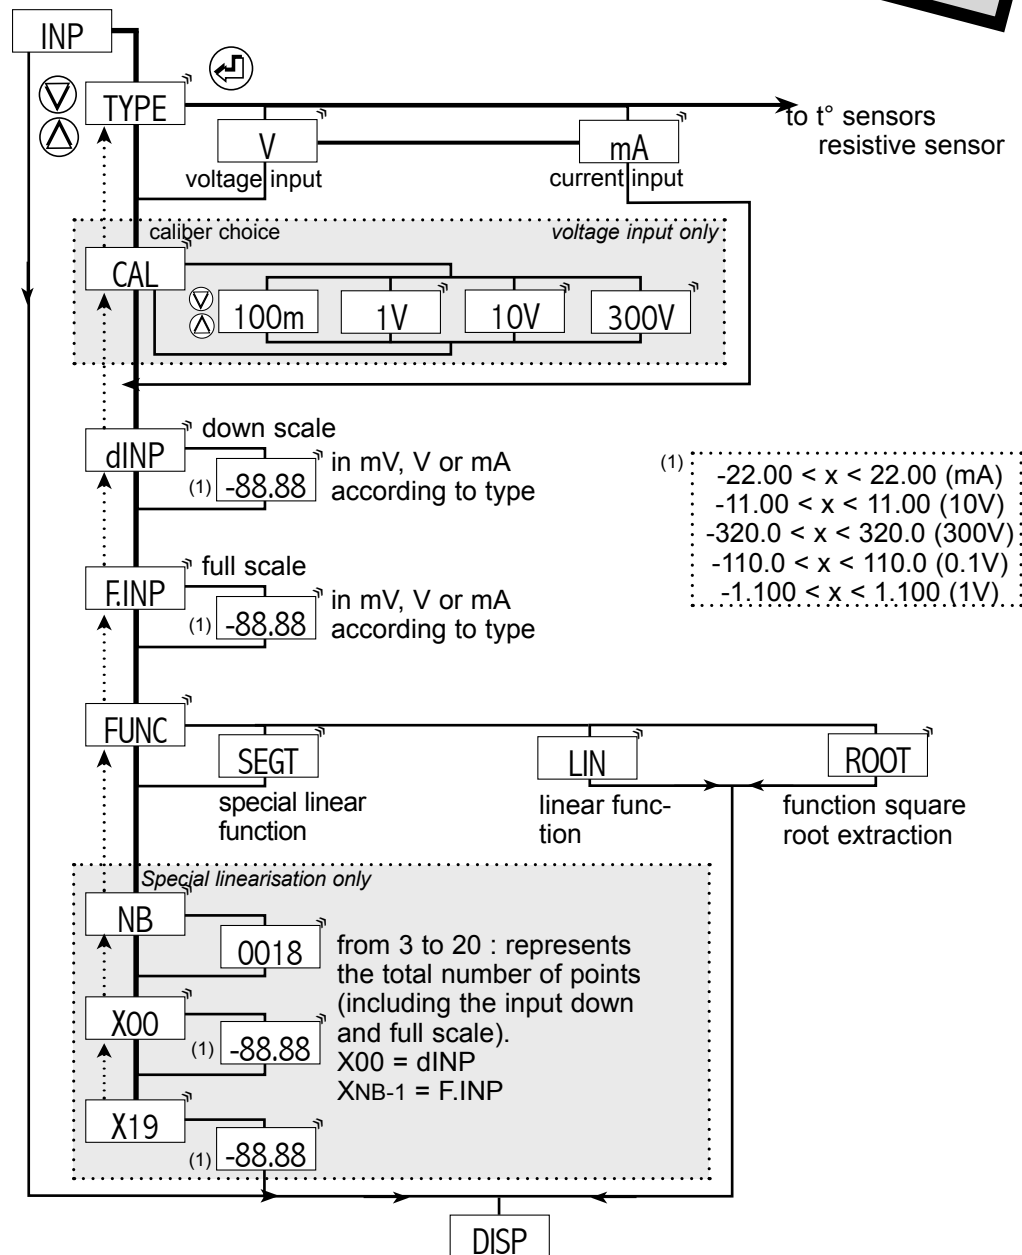 INP
TYPE
to t° sensors
resistive sensor
V
mA
voltage input
current input
caliber choice
voltage input only
CAL
100m
1V
10V
300V
dINP
down scale
(1)
-88.88
in mV, V or mA
according to type
(1)
-22.00 < x < 22.00 (mA)
-11.00 < x < 11.00 (10V)
-320.0 < x < 320.0 (300V)
-110.0 < x < 110.0 (0.1V)
-1.100 < x < 1.100 (1V)
F.INP
full scale
(1)
-88.88
in mV, V or mA
according to type
FUNC
SEGT
LIN
ROOT
special linear
function
linear func-
tion
function square
root extraction
Special linearisation only
NB
0018
from 3 to 20 : represents
the total number of points
(including the input down
and full scale).
X00 = dINP
XNB-1 = F.INP
X00
(1)
-88.88
X19
(1)
-88.88
DISP